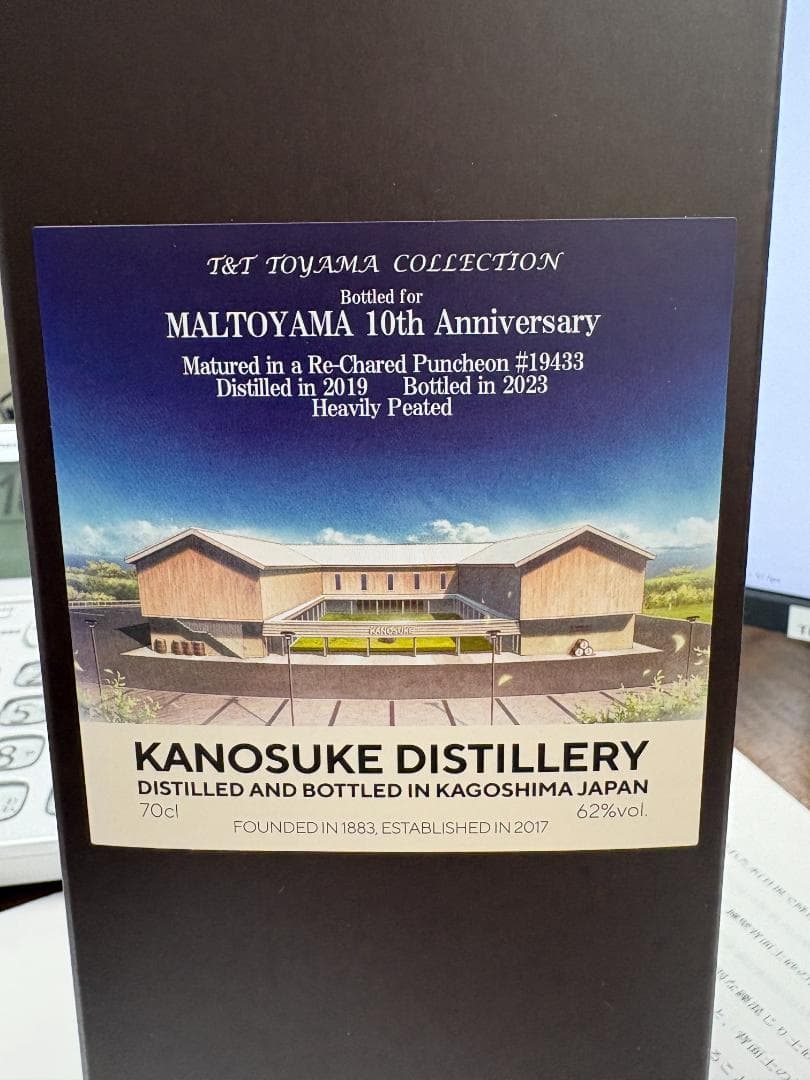 T&T TOYAMA COLLECTION
Bottled for
MALTOYAMA 10th Anniversary
Matured in a Re-Chared Puncheon #19433
Distilled in 2019 Bottled in 2023
Heavily Peated
KANOSUKE
KANOSUKE DISTILLERY
DISTILLED AND BOTTLED IN KAGOSHIMA JAPAN
70cl 62%vol.
FOUNDED IN 1883, ESTABLISHED IN 2017